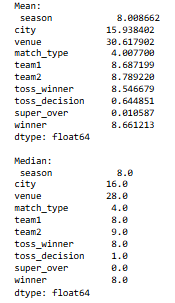 Mean:
season 8.008662
city 15.938402
venue 30.617902
match_type 4.007700
team1 8.687199
team2 8.789220
toss_winner 8.546679
toss_decision 0.644851
super_over 0.010587
winner 8.661213
dtype: float64
Median:
season 8.0
city 16.0
venue 28.0
match_type 4.0
team1 8.0
team2 9.0
toss_winner 8.0
toss_decision 1.0
super_over 0.0
winner 8.0
dtype: float64